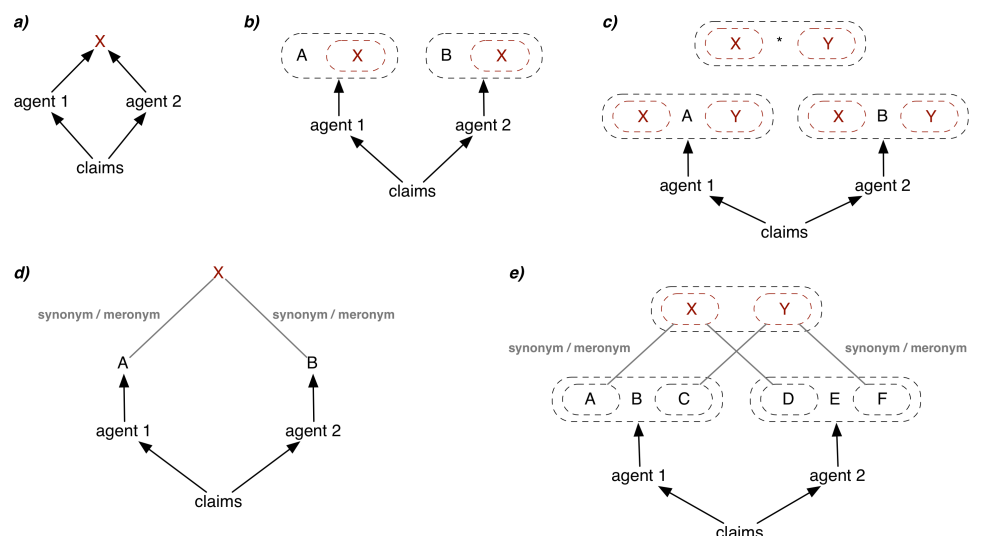 a)
X
agent 1 agent 2
claims
b)
A X B X
agent 1 agent 2
claims
c)
X * Y
X A Y X B Y
agent 1 agent 2
claims
d)
X
synonym / meronym synonym / meronym
A B
agent 1 agent 2
claims
e)
X Y
synonym / meronym synonym / meronym
A B C D E F
agent 1 agent 2
claims